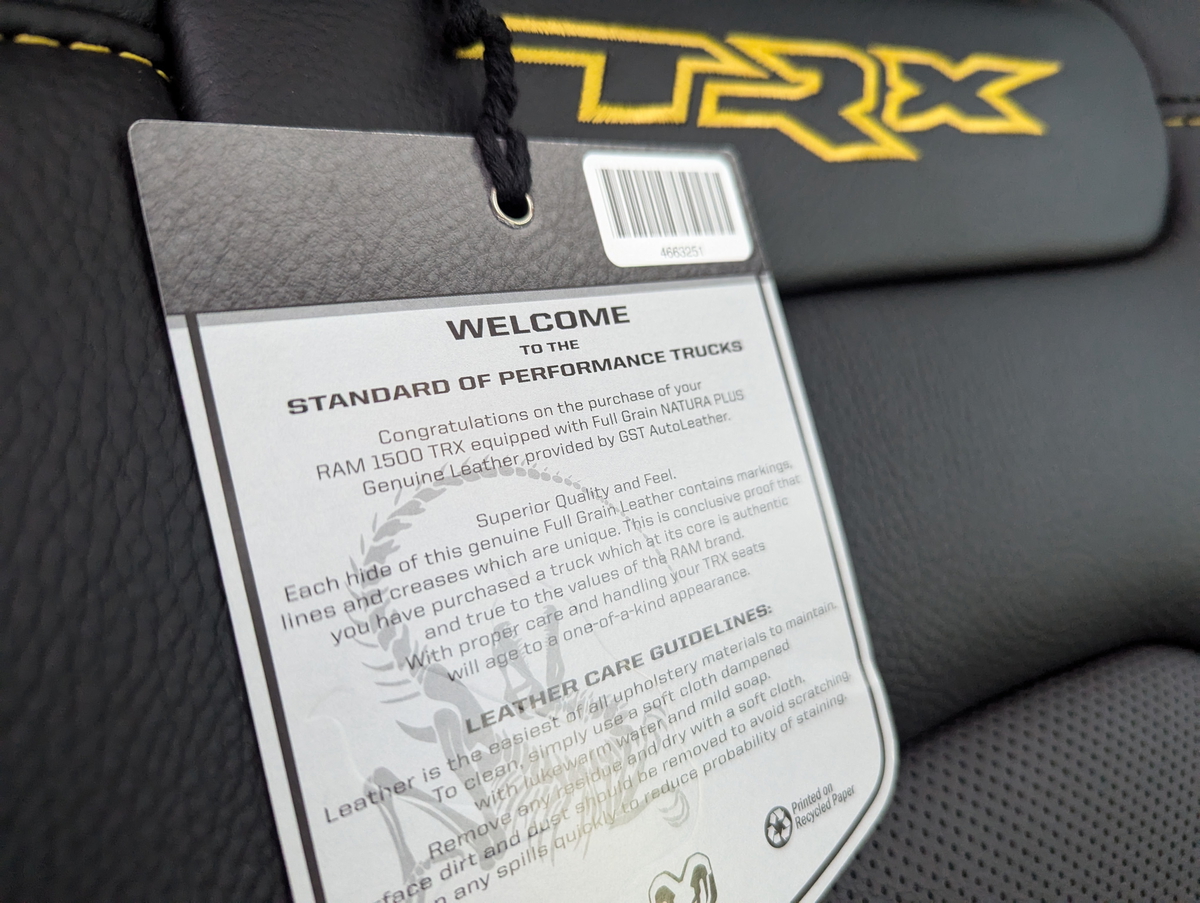 TRX
4663251
WELCOME
TO THE
STANDARD OF PERFORMANCE TRUCKS
Congratulations on the purchase of your
RAM 1500 TRX equipped with Full Grain NATURA PLUS
Genuine Leather provided by GST AutoLeather.
Superior Quality and Feel.
Each hide of this genuine Full Grain Leather contains markings,
lines and creases which are unique. This is conclusive proof that
you have purchased a truck which at its core is authentic
and true to the values of the RAM brand.
With proper care and handling your TRX seats
will age to a one-of-a-kind appearance.
LEATHER CARE GUIDELINES:
Leather is the easiest of all upholstery materials to maintain.
To clean, simply use a soft cloth dampened
with lukewarm water and mild soap.
Remove any residue and dry with a soft cloth.
face dirt and dust should be removed to avoid scratching.
n any spills quickly to reduce probability of staining.
Printed on
Recycled Paper